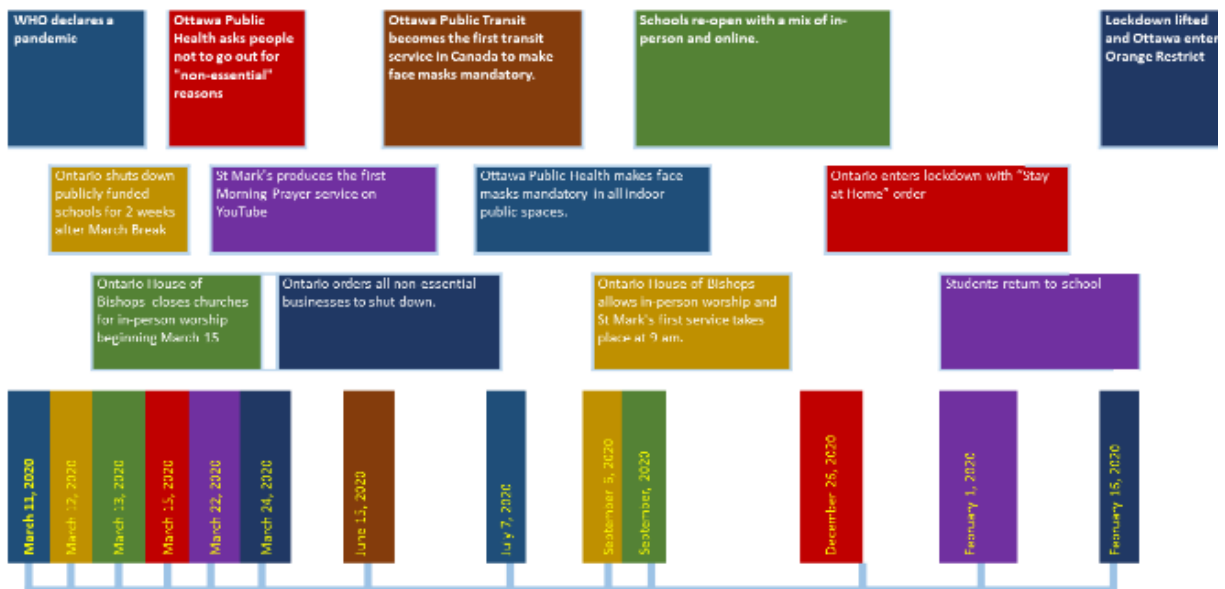 WHO declares a
pandemic
Ottawa Public
Health asks people
not to go out for
"non-essential"
reasons
Ottawa Public Transit
becomes the first transit
service in Canada to make
face masks mandatory.
Schools re-open with a mix of in-
person and online.
Lockdown lifted
and Ottawa enter
Orange Restrict
Ontario shuts down
publicly funded
schools for 2 weeks
after March Break
St Mark's produces the first
Morning Prayer service on
YouTube
Ottawa Public Health makes face
masks mandatory in all indoor
public spaces.
Ontario enters lockdown with "Stay
at Home" order
Ontario House of
Bishops closes churches
for in-person worship
beginning March 15
Ontario orders all non essential
businesses to shut down.
Ontario House of Bishops
allows in-person worship and
St Mark's first service takes
place at 9 am.
Students return to school
March 11, 2020
March 12, 2020
March 13, 2020
March 15, 2020
March 22, 2020
March 24, 2020
June 15, 2020
July 7, 2020
September 6, 2020
September, 2020
December 26, 2020
February 1, 2020
February 16, 2020